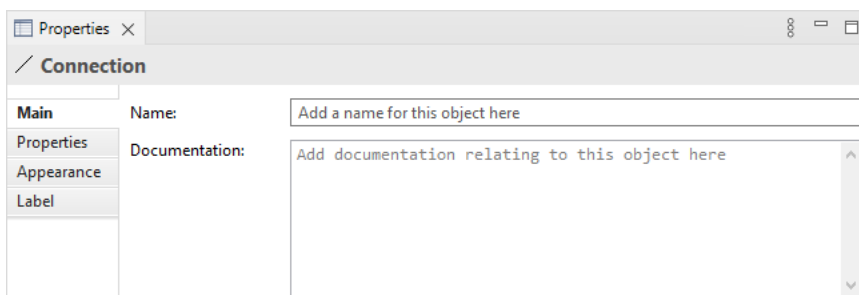 Properties
Connection
Main
Name:
Add a name for this object here
Properties
Documentation:
Add documentation relating to this object here
Appearance
Label